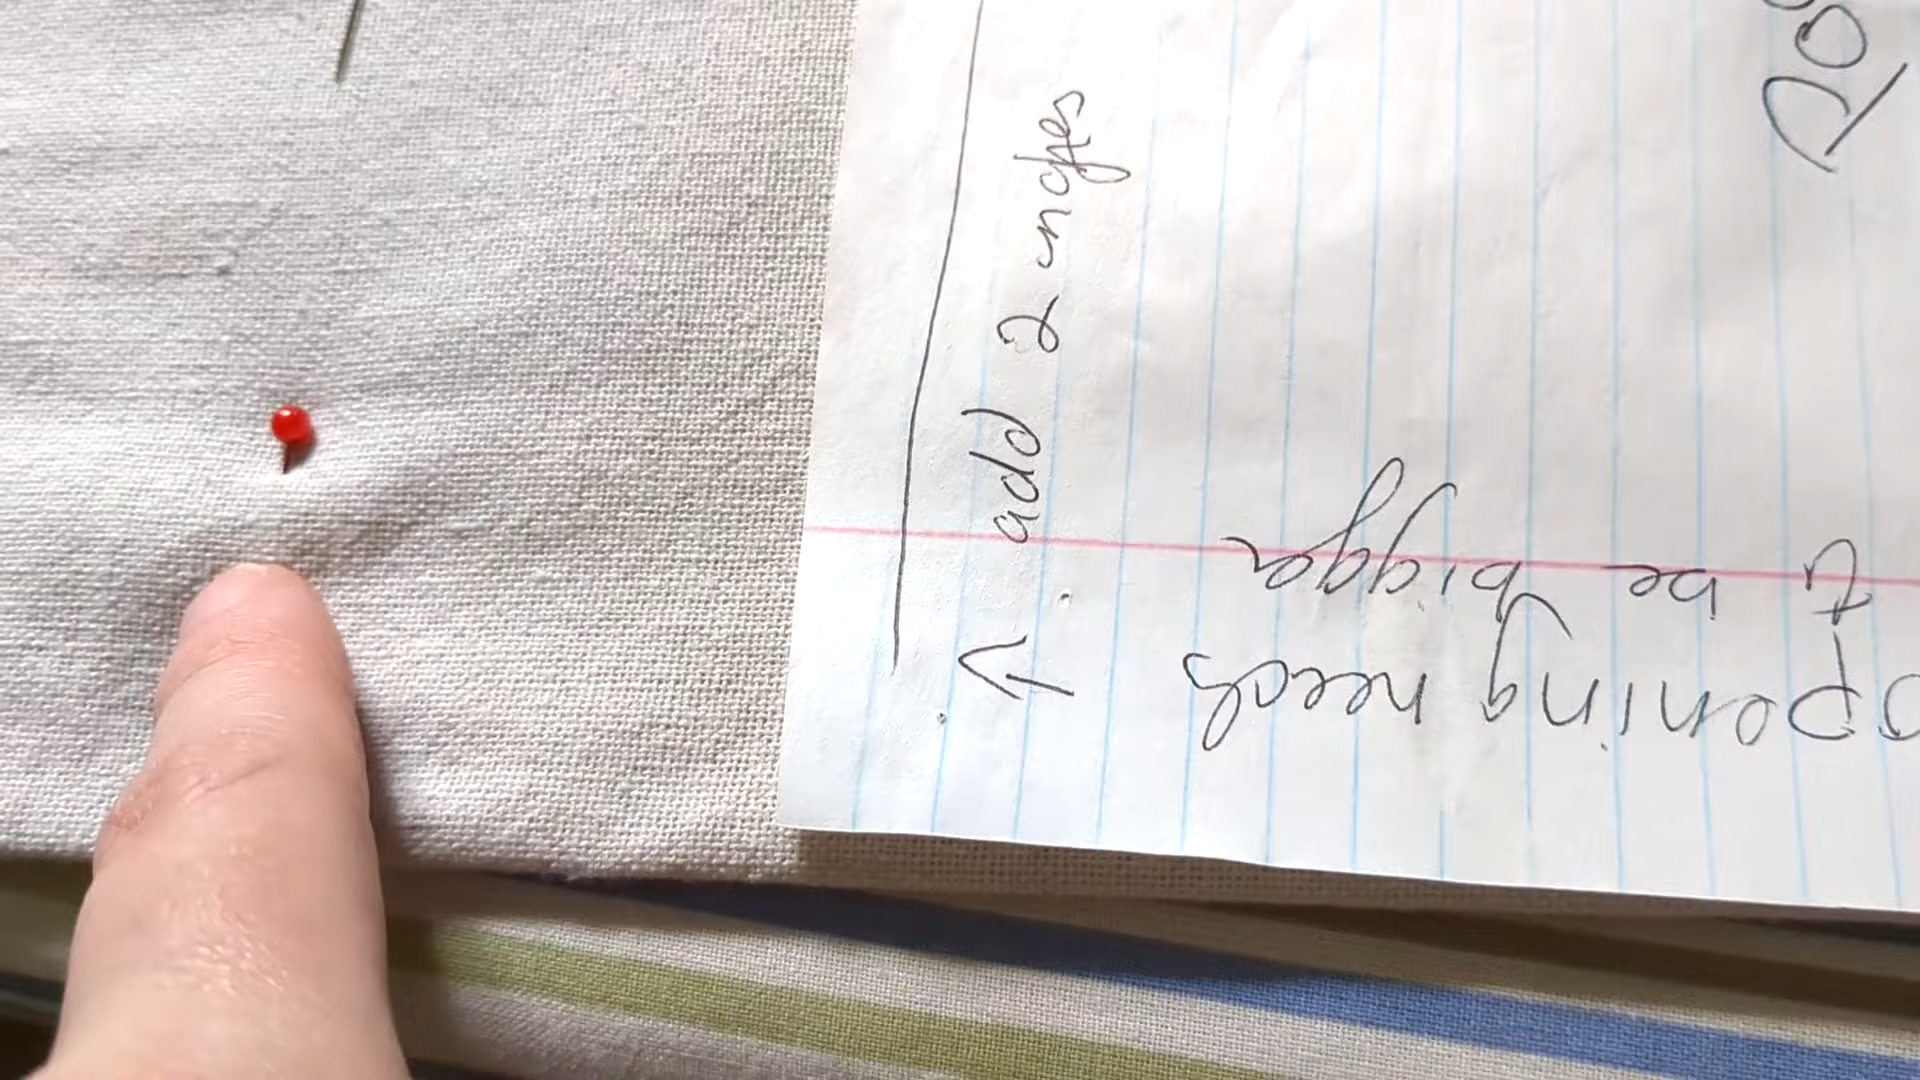 add 2 inches
opening needs
to be bigger